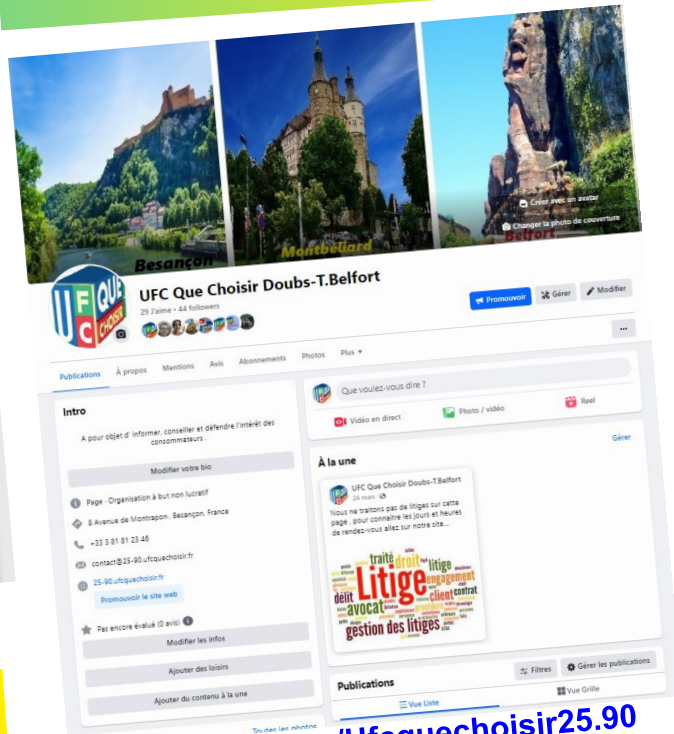 Créer avec un avatar
Changer la photo de couverture
Besançon
Montbéliard
Belfort
UFC QUE CHOISIR
UFC Que Choisir Doubs-T.Belfort
29 J'aime • 44 followers
Promouvoir
Gérer
Modifier
...
Publications
À propos
Mentions
Avis
Abonnements
Photos
Plus
Intro
A pour objet d' informer, conseiller et défendre l'intérêt des
consommateurs .
Modifier votre bio
Page · Organisation à but non lucratif
8 Avenue de Montrapon, Besançon, France
+33 3 81 81 23 46
contact@25-90.ufcquechoisir.fr
25-90.ufcquechoisir.fr
Promouvoir le site web
Pas encore évalué (0 avis)
Modifier les infos
Ajouter des loisirs
Ajouter du contenu à la une
Toutes les photos
Que voulez-vous dire ?
Vidéo en direct
Photo / vidéo
Reel
À la une
Gérer
UFC Que Choisir Doubs-T.Belfort
24 mars
Nous ne traitons pas de litiges sur cette
page , pour connaitre les jours et heures
de rendez-vous allez sur notre site...
traité droit litige
Litige
engagement
délit
client contrat
avocat
gestion des litiges
Publications
Filtres
Gérer les publications
Vue Liste
Vue Grille
/Ufcquechoisir25.90